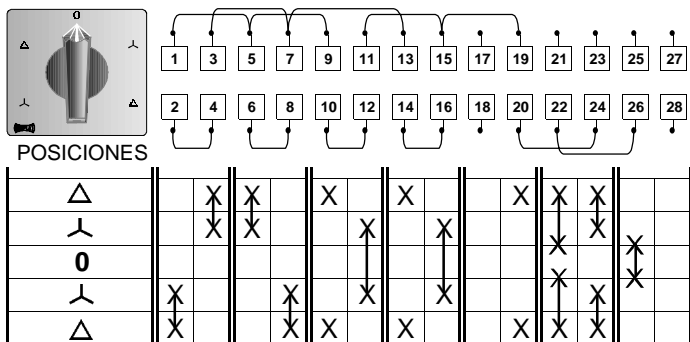 0
1 3 5 7 9 11 13 15 17 19 21 23 25 27
2 4 6 8 10 12 14 16 18 20 22 24 26 28
POSICIONES
△ X X X X X X X
X X X X X
X X
0
X X
X X X X X
△ X X X X X X X